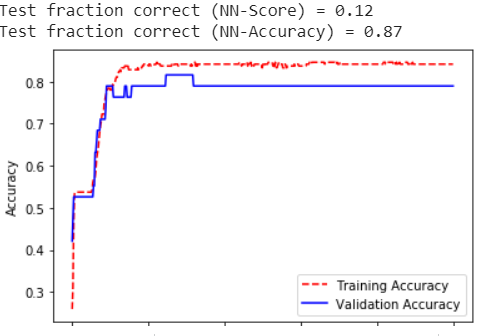 Test fraction correct (NN-Score) = 0.12
Test fraction correct (NN-Accuracy) = 0.87
0.8
0.7
0.6
0.5
0.4
0.3
Accuracy
Training Accuracy
Validation Accuracy